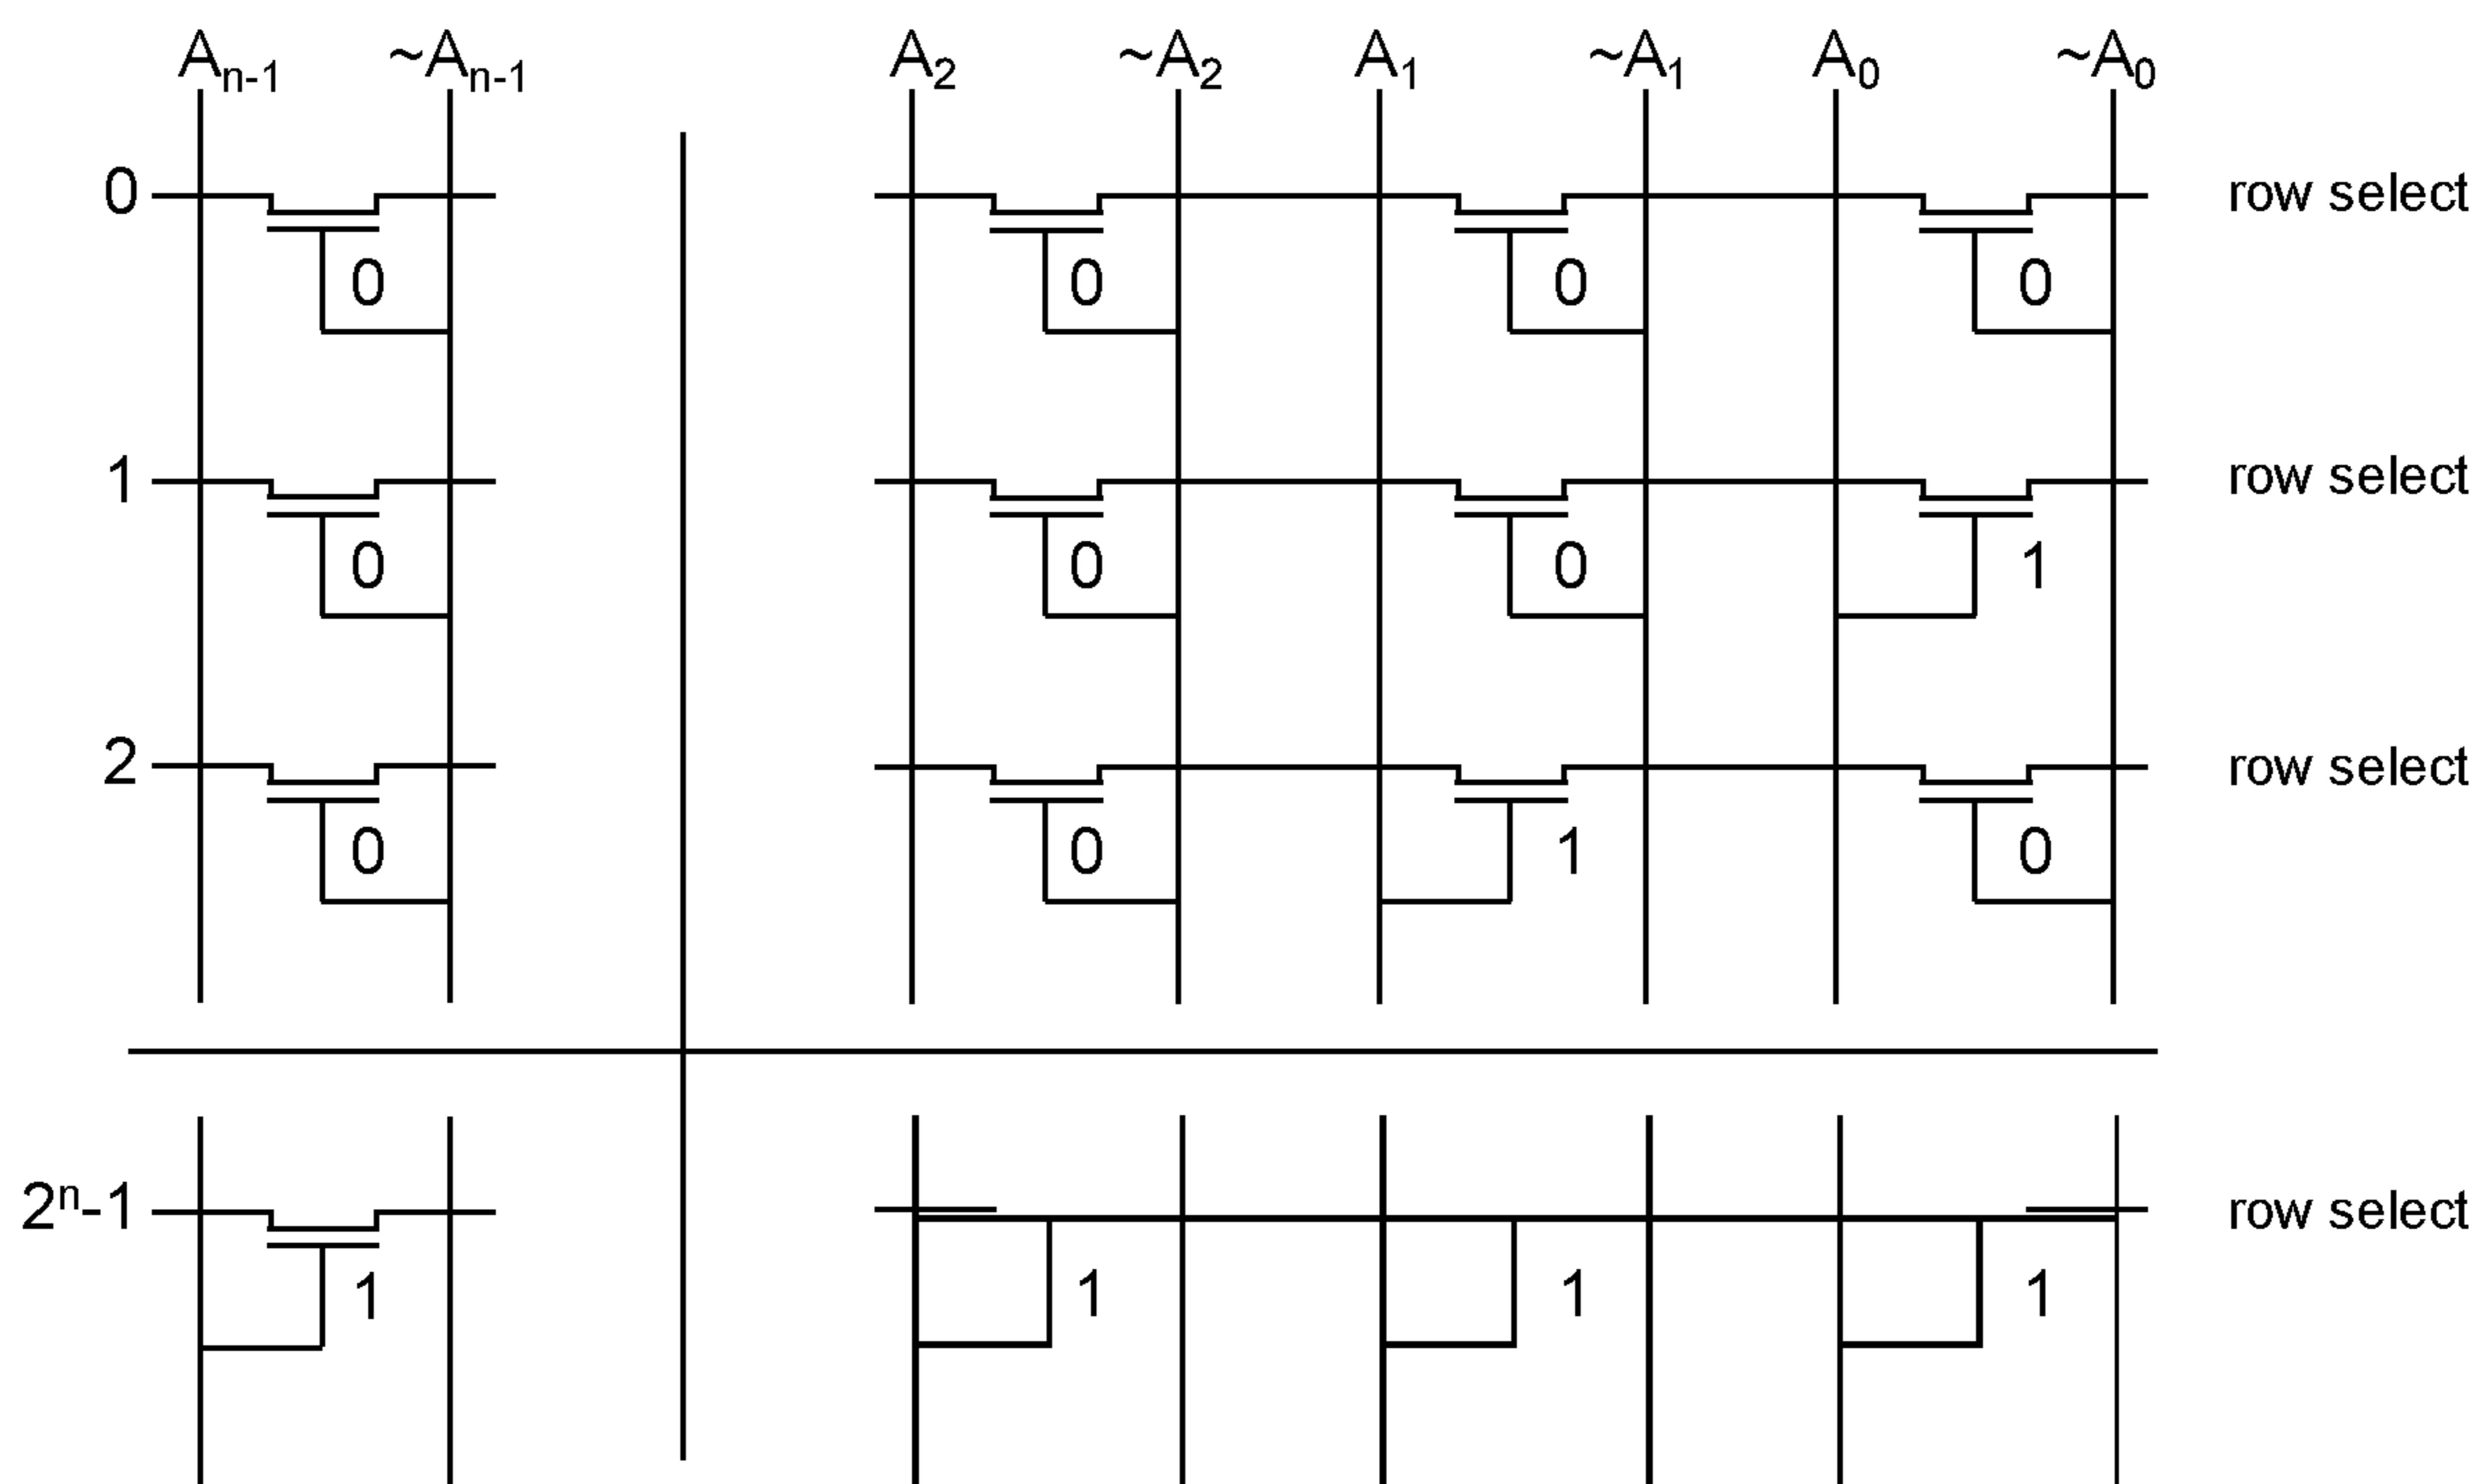 Aₙ₋₁ ~Aₙ₋₁ A₂ ~A₂ A₁ ~A₁ A₀ ~A₀
0 row select
0 0 0 0
1 row select
0 0 0 1
2 row select
0 0 1 0
2ⁿ-1 row select
1 1 1 1